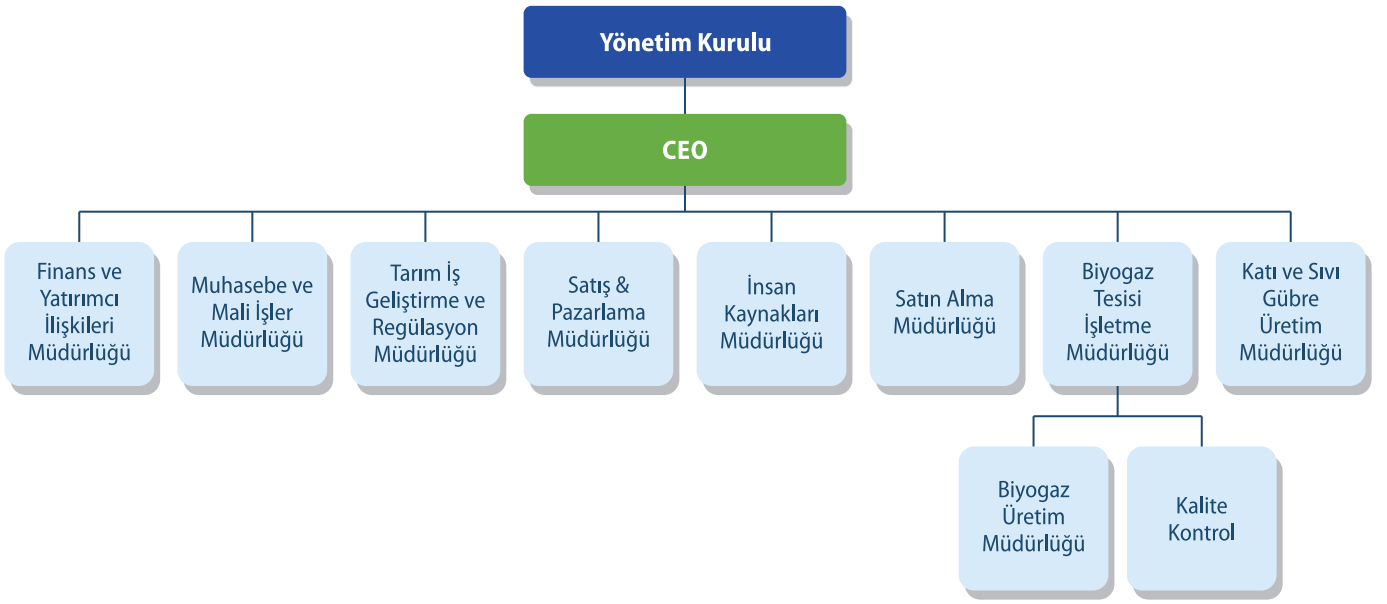 Yönetim Kurulu
CEO
Finans ve
Yatırımcı
İlişkileri
Müdürlüğü
Muhasebe ve
Mali İşler
Müdürlüğü
Tarım İş
Geliştirme ve
Regülasyon
Müdürlüğü
Satış &
Pazarlama
Müdürlüğü
İnsan
Kaynakları
Müdürlüğü
Satın Alma
Müdürlüğü
Biyogaz
Tesisi
İşletme
Müdürlüğü
Katı ve Sıvı
Gübre
Üretim
Müdürlüğü
Biyogaz
Üretim
Müdürlüğü
Kalite
Kontrol